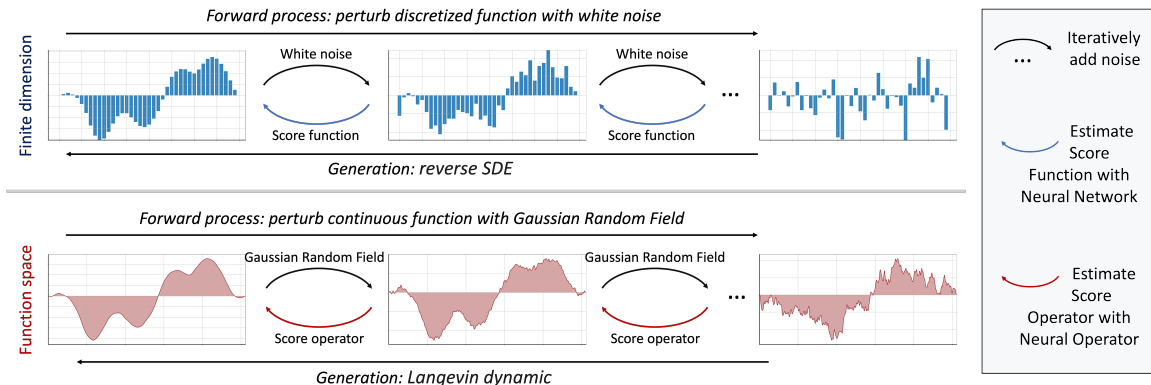 Forward process: perturb discretized function with white noise
Finite dimension
White noise
White noise
...
Score function
Score function
Generation: reverse SDE
Forward process: perturb continuous function with Gaussian Random Field
Function space
Gaussian Random Field
Gaussian Random Field
...
Score operator
Score operator
Generation: Langevin dynamic
Iteratively
... add noise
Estimate
Score
Function with
Neural Network
Estimate
Score
Operator with
Neural Operator